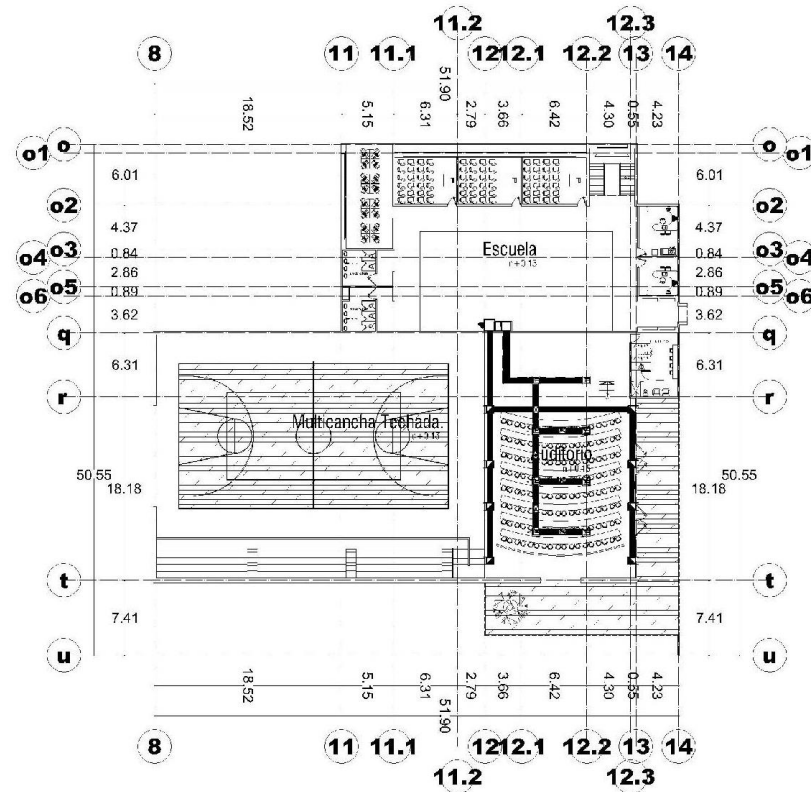 11.2
12.3
8
11
11.1
12
12.1
12.2
13
14
51.90
18.52
5.15
6.31
2.79
3.66
6.42
4.30
0.55
4.23
o
o
o1
o1
6.01
6.01
o2
o2
4.37
4.37
o3
o3
0.84
0.84
o4
o4
Escuela
n+0.13
2.86
2.86
o5
o5
0.89
0.89
o6
o6
3.62
3.62
q
q
6.31
6.31
r
r
Multicancha Techada.
n+0.13
Auditorio
50.55
18.18
18.18
50.55
t
t
7.41
7.41
u
u
18.52
5.15
6.31
2.79
3.66
6.42
4.30
0.55
4.23
51.90
8
11
11.1
12
12.1
12.2
13
14
11.2
12.3